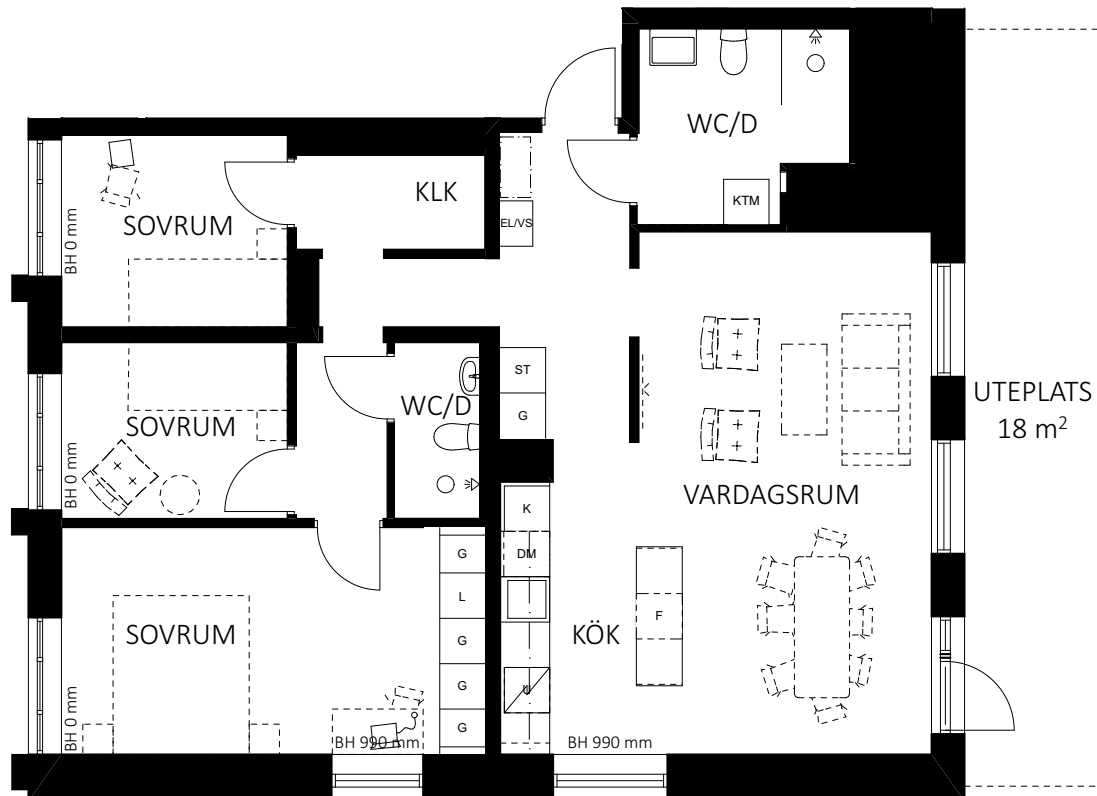 WC/D
KTM
KLK
EL/VS
SOVRUM
BH 0 mm
ST
G
WC/D
SOVRUM
BH 0 mm
UTEPLATS
18 m²
VARDAGSRUM
K
DM
G
L
G
G
G
F
KÖK
U
SOVRUM
BH 0 mm
BH 990 mm
BH 990 mm